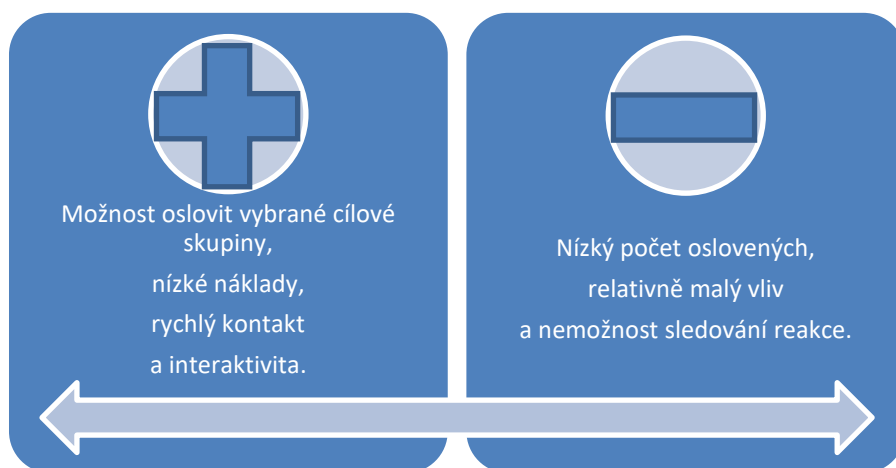 Možnost oslovit vybrané cílové
skupiny,
nízké náklady,
rychlý kontakt
a interaktivita.
Nízký počet oslovených,
relativně malý vliv
a nemožnost sledování reakce.